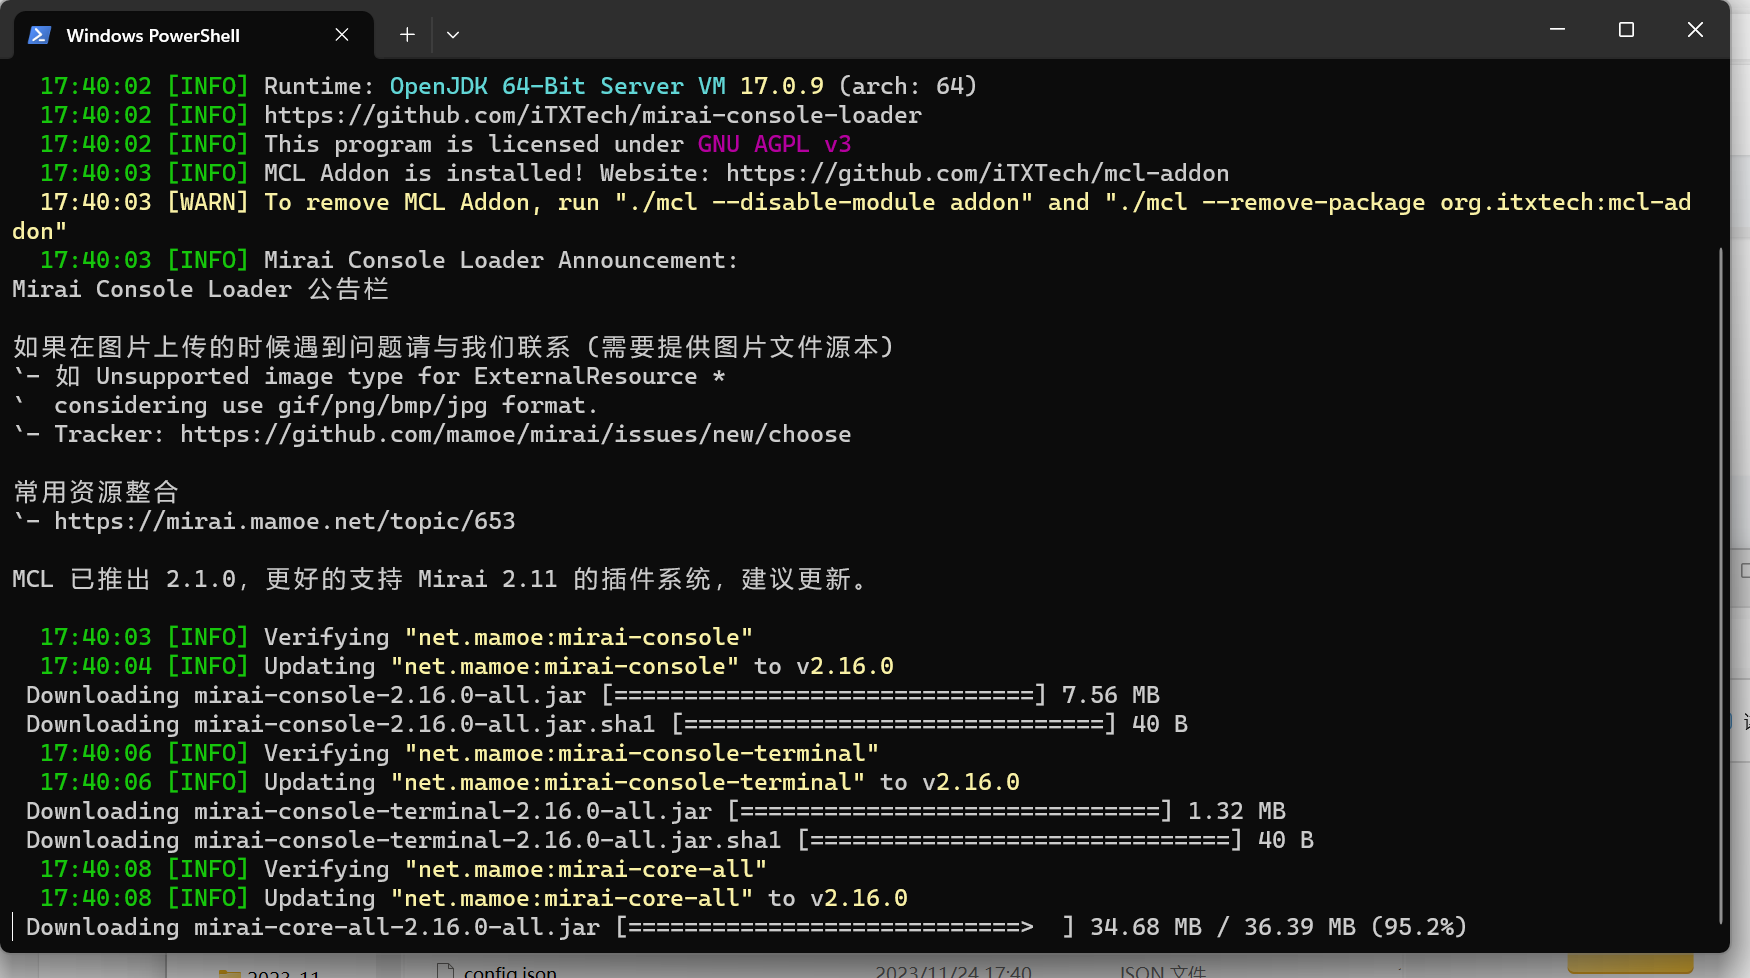 Windows PowerShell
17:40:02 [INFO] Runtime: OpenJDK 64-Bit Server VM 17.0.9 (arch: 64)
17:40:02 [INFO] https://github.com/iTXTech/mirai-console-loader
17:40:02 [INFO] This program is licensed under GNU AGPL v3
17:40:03 [INFO] MCL Addon is installed! Website: https://github.com/iTXTech/mcl-addon
17:40:03 [WARN] To remove MCL Addon, run "./mcl --disable-module addon" and "./mcl --remove-package org.itxtech:mcl-ad
don"
17:40:03 [INFO] Mirai Console Loader Announcement:
Mirai Console Loader 公告栏
如果在图片上传的时候遇到问题请与我们联系 (需要提供图片文件源本)
`- 如 Unsupported image type for ExternalResource *
`  considering use gif/png/bmp/jpg format.
`- Tracker: https://github.com/mamoe/mirai/issues/new/choose
常用资源整合
`- https://mirai.mamoe.net/topic/653
MCL 已推出 2.1.0, 更好的支持 Mirai 2.11 的插件系统, 建议更新。
17:40:03 [INFO] Verifying "net.mamoe:mirai-console"
17:40:04 [INFO] Updating "net.mamoe:mirai-console" to v2.16.0
Downloading mirai-console-2.16.0-all.jar [==============================] 7.56 MB
Downloading mirai-console-2.16.0-all.jar.sha1 [==============================] 40 B
17:40:06 [INFO] Verifying "net.mamoe:mirai-console-terminal"
17:40:06 [INFO] Updating "net.mamoe:mirai-console-terminal" to v2.16.0
Downloading mirai-console-terminal-2.16.0-all.jar [==============================] 1.32 MB
Downloading mirai-console-terminal-2.16.0-all.jar.sha1 [==============================] 40 B
17:40:08 [INFO] Verifying "net.mamoe:mirai-core-all"
17:40:08 [INFO] Updating "net.mamoe:mirai-core-all" to v2.16.0
Downloading mirai-core-all-2.16.0-all.jar [============================>  ] 34.68 MB / 36.39 MB (95.2%)
2023-11 config.json 2023/11/24 17:40 JSON 文件